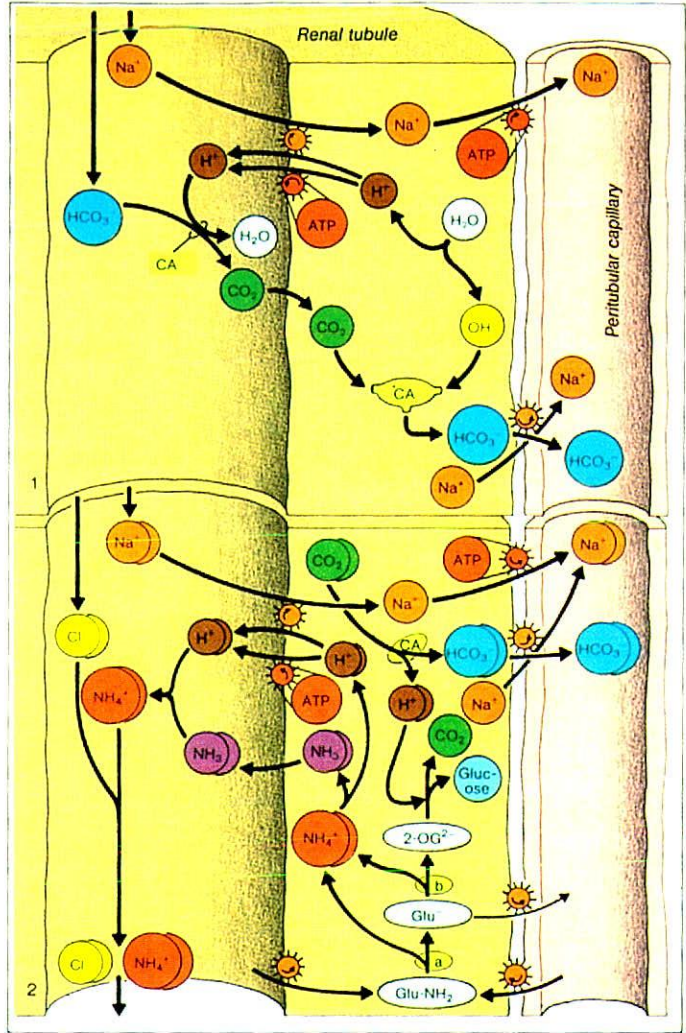 Renal tubule
Na⁺
Na⁺
Na⁺
ATP
H⁺
H⁺
HCO₃⁻
H₂O
ATP
H₂O
CA
CO₂
CO₂
OH
Peritubular capillary
CA
Na⁺
HCO₃⁻
HCO₃⁻
Na⁺
1
Na⁺
CO₂
ATP
Na⁺
Na⁺
Cl
H⁺
H⁺
CA
HCO₃⁻
HCO₃⁻
NH₄⁺
ATP
H⁺
Na⁺
NH₃
NH₃
CO₂
Gluc-
ose
NH₄⁺
2-OG²⁻
b
Glu⁻
a
Cl
NH₄⁺
Glu-NH₂
2